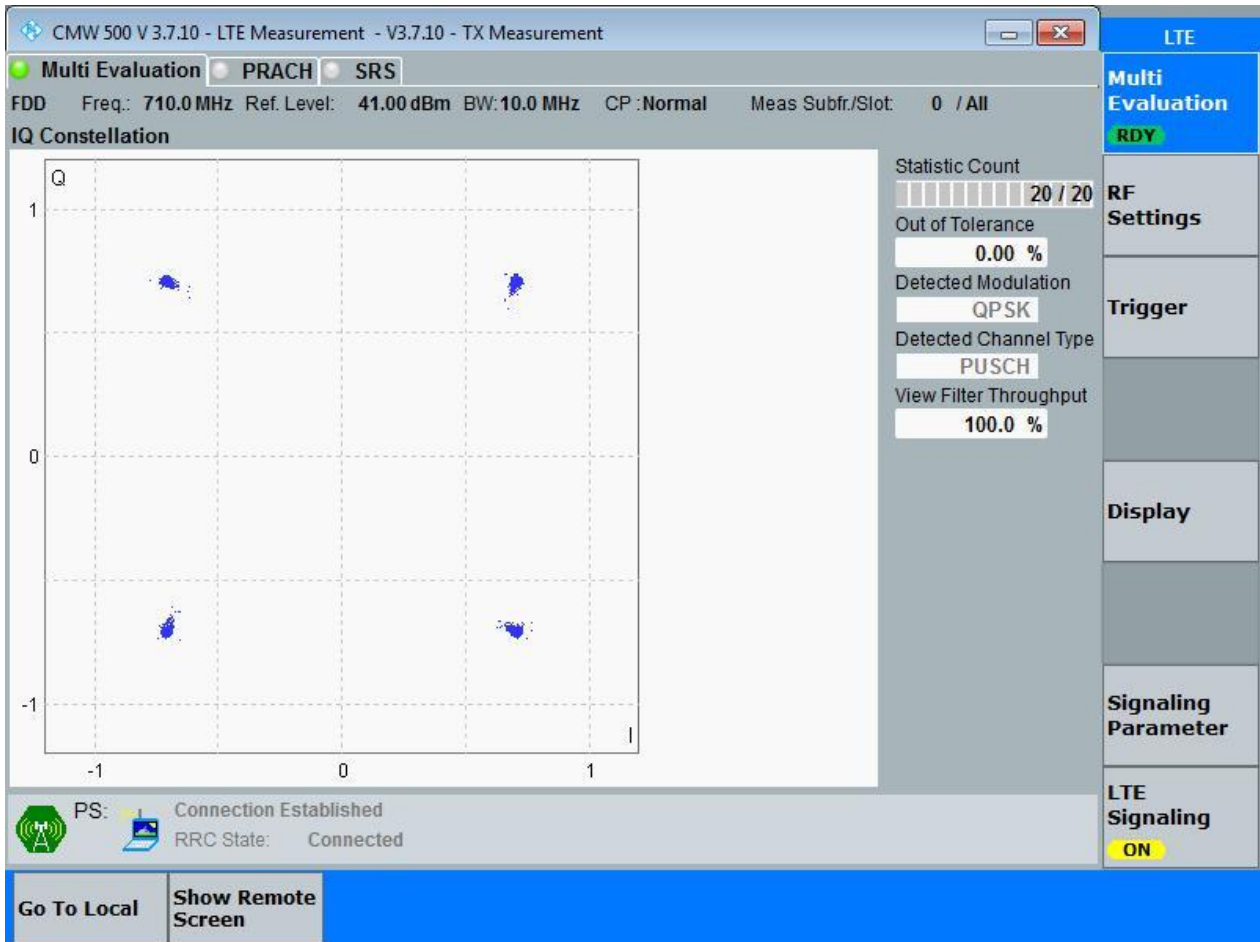 CMW 500 V 3.7.10 - LTE Measurement - V3.7.10 - TX Measurement
LTE
Multi Evaluation PRACH SRS
FDD Freq.: 710.0 MHz Ref. Level: 41.00 dBm BW: 10.0 MHz CP : Normal Meas Subfr./Slot: 0 / All
IQ Constellation
Q
1
0
-1
I
-1 0 1
Statistic Count
20 / 20
Out of Tolerance
0.00 %
Detected Modulation
QPSK
Detected Channel Type
PUSCH
View Filter Throughput
100.0 %
Multi
Evaluation
RDY
RF
Settings
Trigger
Display
Signaling
Parameter
LTE
Signaling
ON
PS: Connection Established
RRC State: Connected
Go To Local
Show Remote
Screen